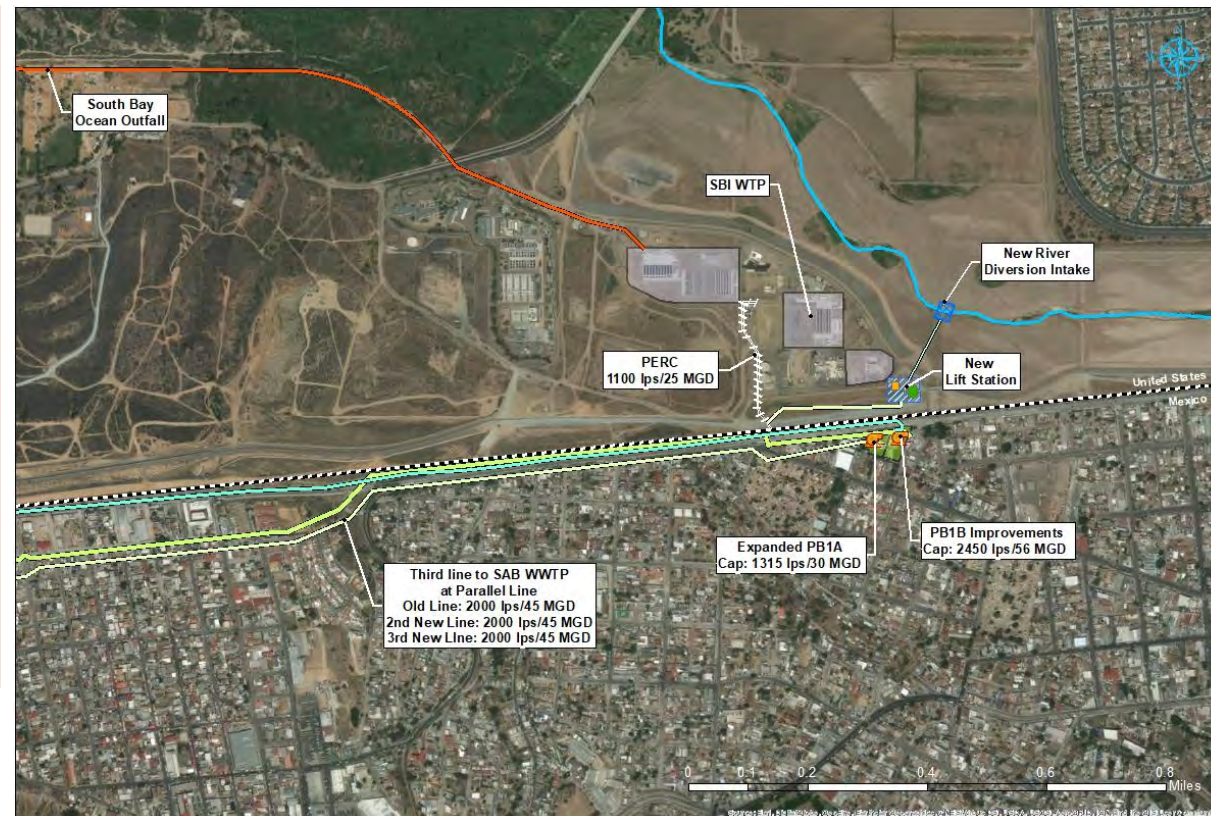 South Bay
Ocean Outfall
SBI WTP
New River
Diversion Intake
PERC
1100 lps/25 MGD
New
Lift Station
United States
Mexico
Expanded PB1A
Cap: 1315 lps/30 MGD
PB1B Improvements
Cap: 2450 lps/56 MGD
Third line to SAB WWTP
at Parallel Line
Old Line: 2000 lps/45 MGD
2nd New Line: 2000 lps/45 MGD
3rd New LIne: 2000 lps/45 MGD
0 0.1 0.2 0.4 0.6 0.8
Miles